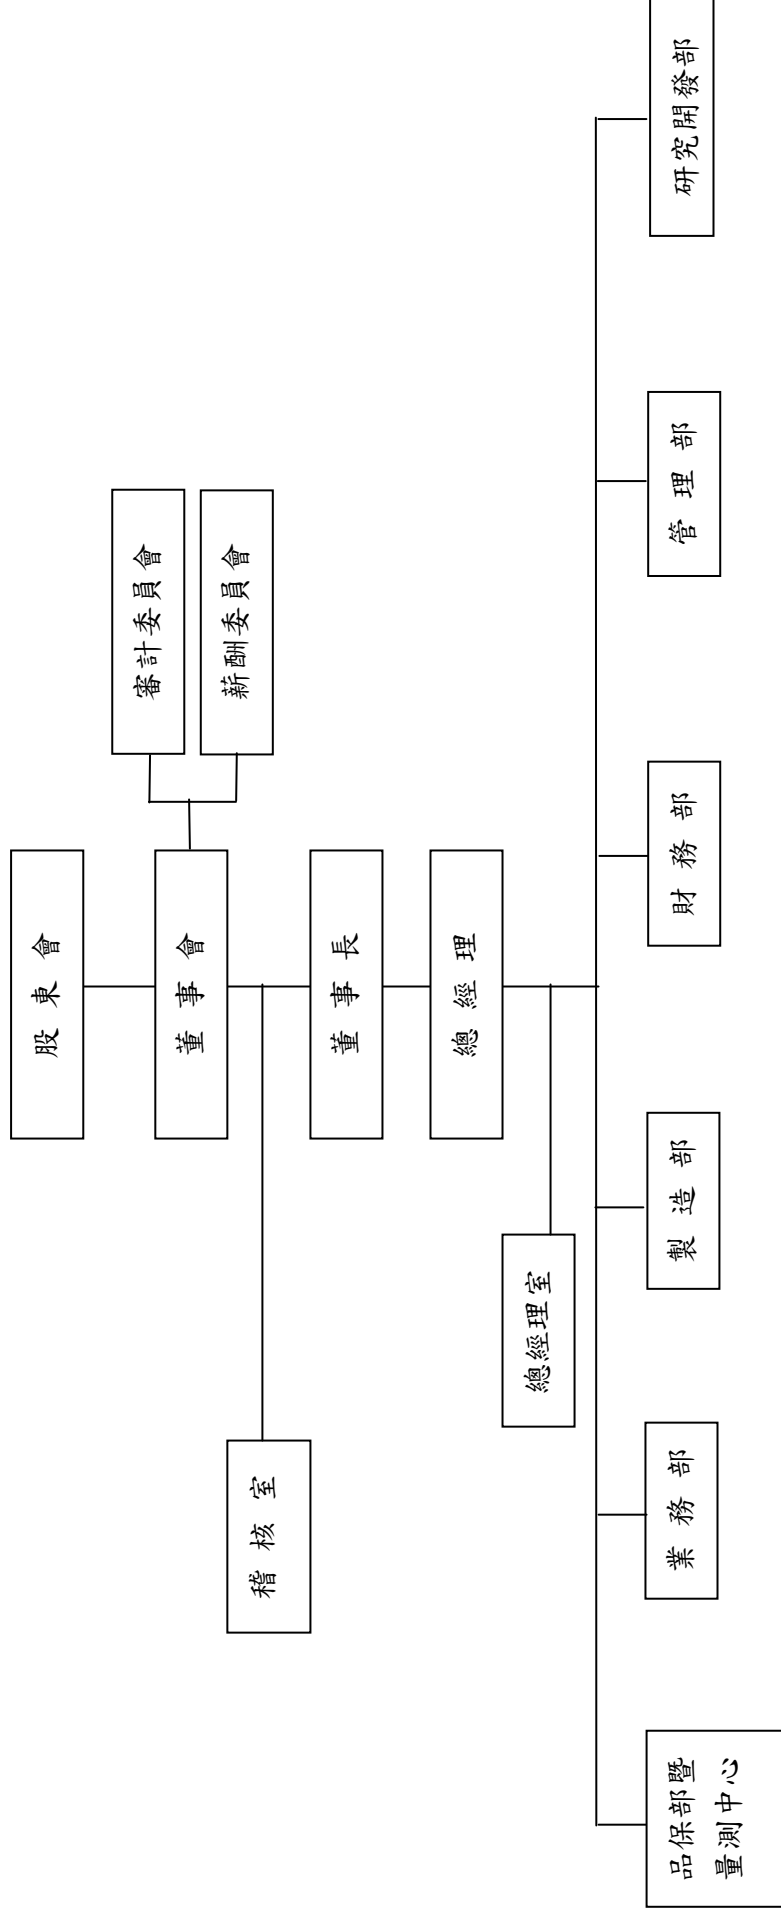 股東會
審計委員會
薪酬委員會
董事會
稽核室
董事長
總經理
總經理室
品保部暨
量測中心
業務部
製造部
財務部
管理部
研究開發部